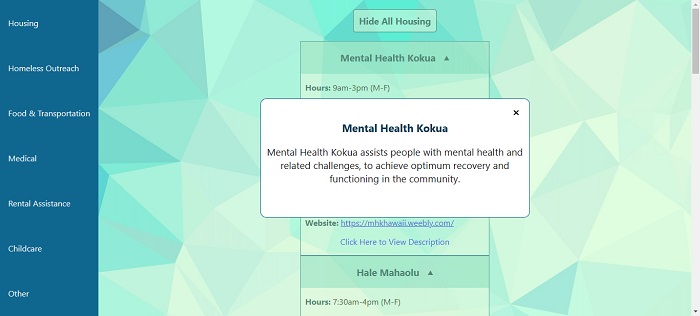 Housing
Homeless Outreach
Food & Transportation
Medical
Rental Assistance
Childcare
Other
Hide All Housing
Mental Health Kokua ▲
Hours: 9am-3pm (M-F)
×
Mental Health Kokua
Mental Health Kokua assists people with mental health and
related challenges, to achieve optimum recovery and
functioning in the community.
Website: https://mhkhawaii.weebly.com/
Click Here to View Description
Hale Mahaolu ▲
Hours: 7:30am-4pm (M-F)